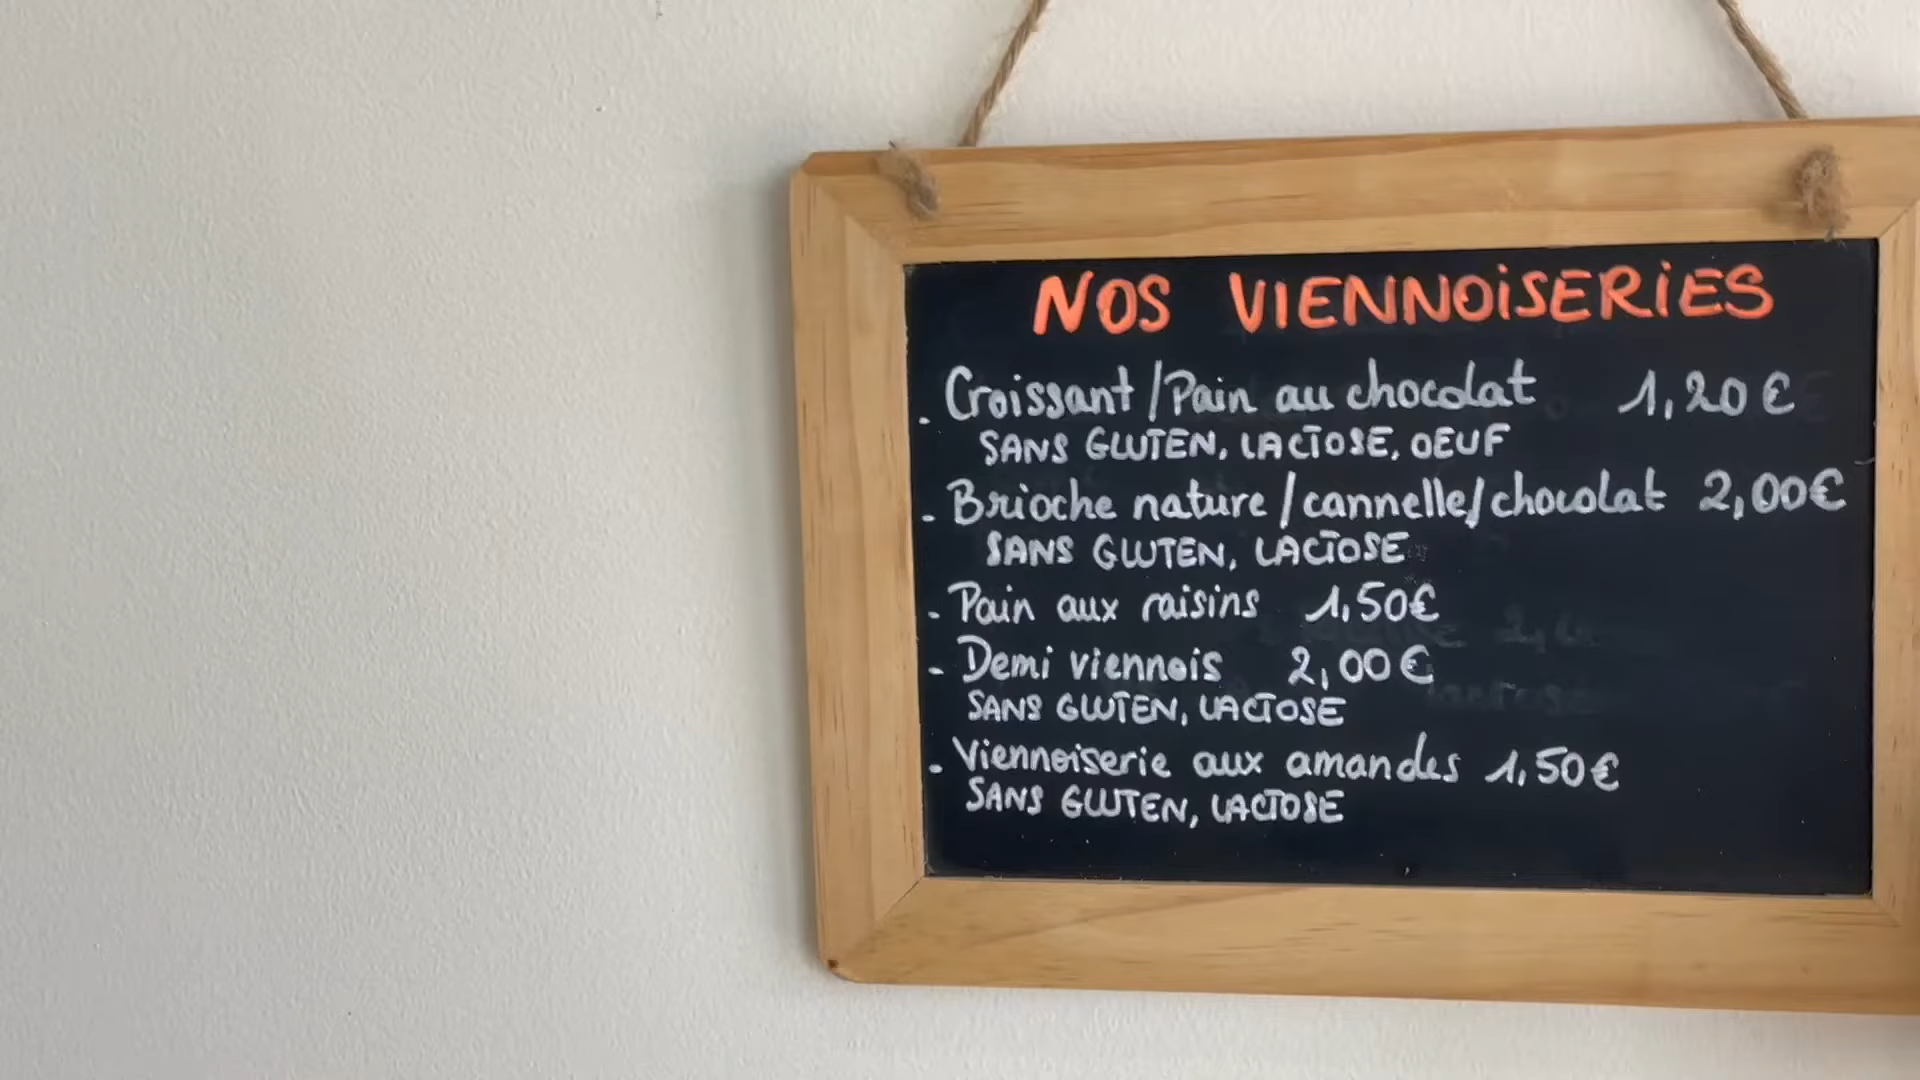 NOS VIENNOISERIES
. Croissant/Pain au chocolat 1,20€
SANS GLUTEN, LACTOSE, OEUF
- Brioche nature/cannelle/chocolat 2,00€
SANS GLUTEN, LACTOSE
- Pain aux raisins 1,50€
- Demi viennois 2,00€
SANS GLUTEN, LACTOSE
- Viennoiserie aux amandes 1,50€
SANS GLUTEN, LACTOSE